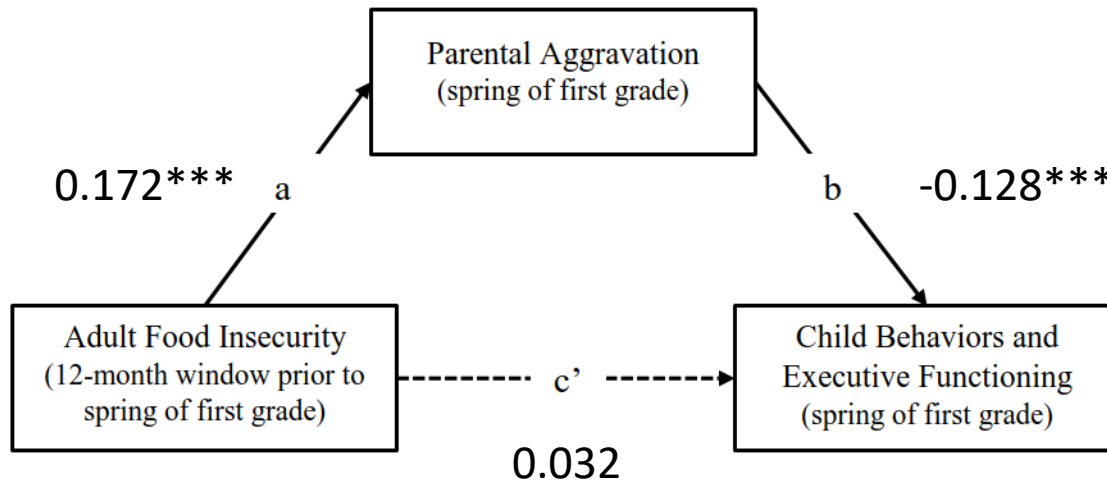 Parental Aggravation
(spring of first grade)
0.172***
a
b
-0.128***
Adult Food Insecurity
(12-month window prior to
spring of first grade)
c’
Child Behaviors and
Executive Functioning
(spring of first grade)
0.032